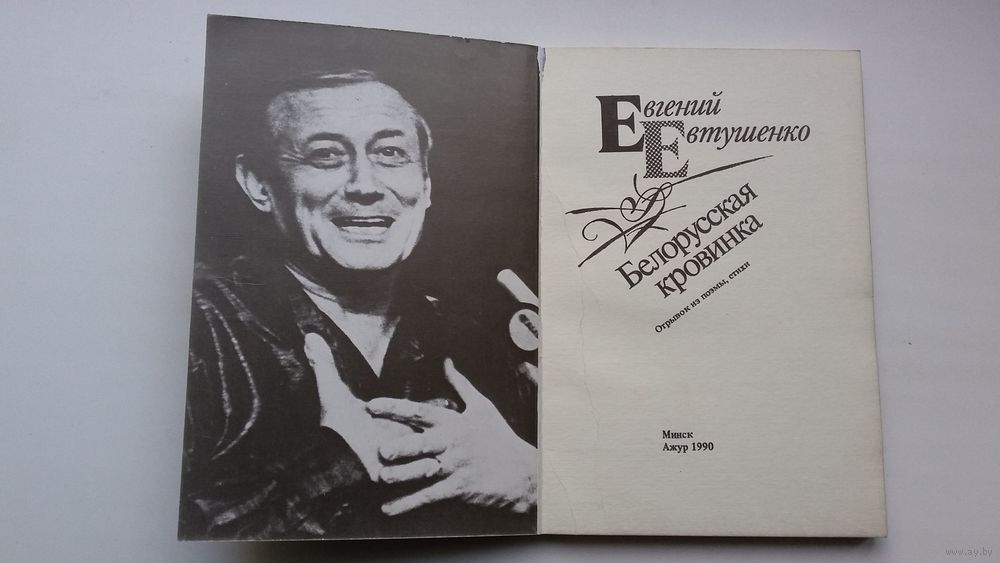 Евгений
Евтушенко
Белорусская
кровинка
Отрывок из поэмы, стихи
Минск
Ажур 1990
www.ay.by